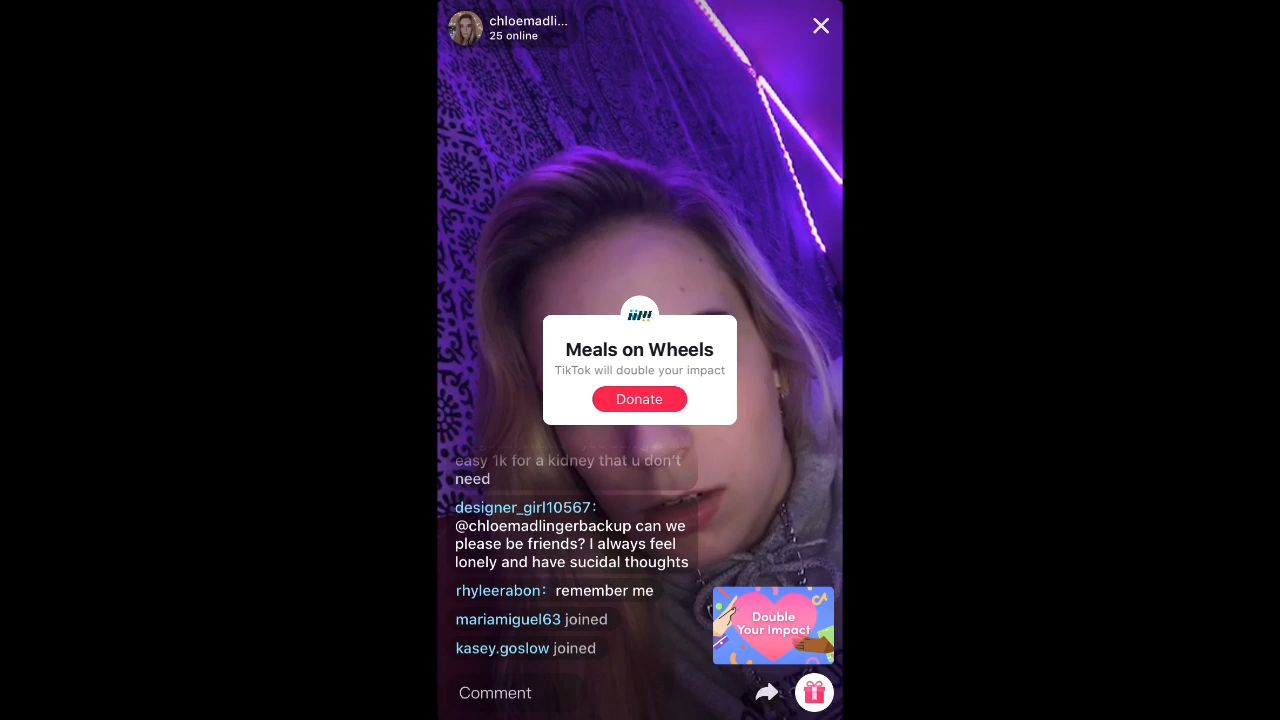 chloemadli...
25 online
Meals on Wheels
TikTok will double your impact
Donate
easy 1k for a kidney that u don't
need
designer_girl10567:
@chloemadlingerbackup can we
please be friends? I always feel
lonely and have sucidal thoughts
rhyleerabon: remember me
mariamiguel63 joined
kasey.goslow joined
Double
Your Impact
Comment